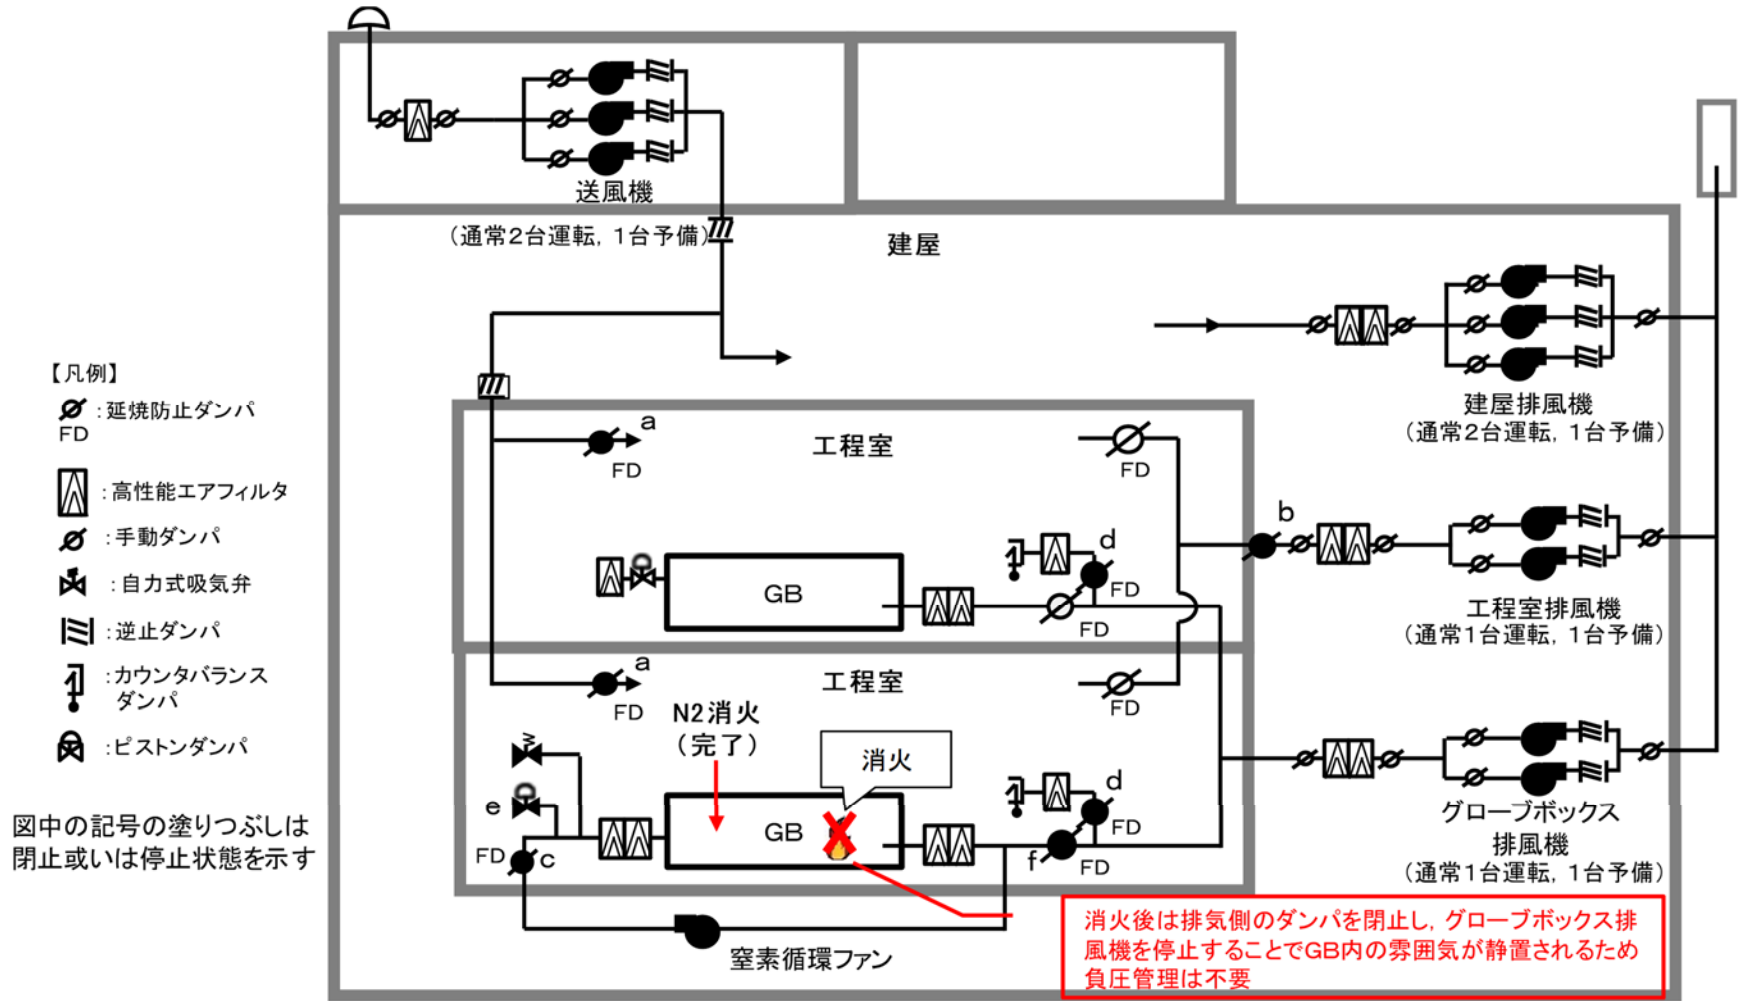 送風機
(通常2台運転, 1台予備)
建屋
【凡例】
:延焼防止ダンパ
FD
:高性能エアフィルタ
:手動ダンパ
:自力式吸気弁
:逆止ダンパ
:カウンタバランス
ダンパ
:ピストンダンパ
図中の記号の塗りつぶしは
閉止或いは停止状態を示す
建屋排風機
(通常2台運転, 1台予備)
a
FD
工程室
FD
b
GB
d
FD
FD
工程室排風機
(通常1台運転, 1台予備)
a
FD
工程室
FD
N2消火
(完了)
消火
e
FD
c
GB
d
FD
f
FD
グローブボックス
排風機
(通常1台運転, 1台予備)
窒素循環ファン
消火後は排気側のダンパを閉止し, グローブボックス排
風機を停止することでGB内の雰囲気が静置されるため
負圧管理は不要